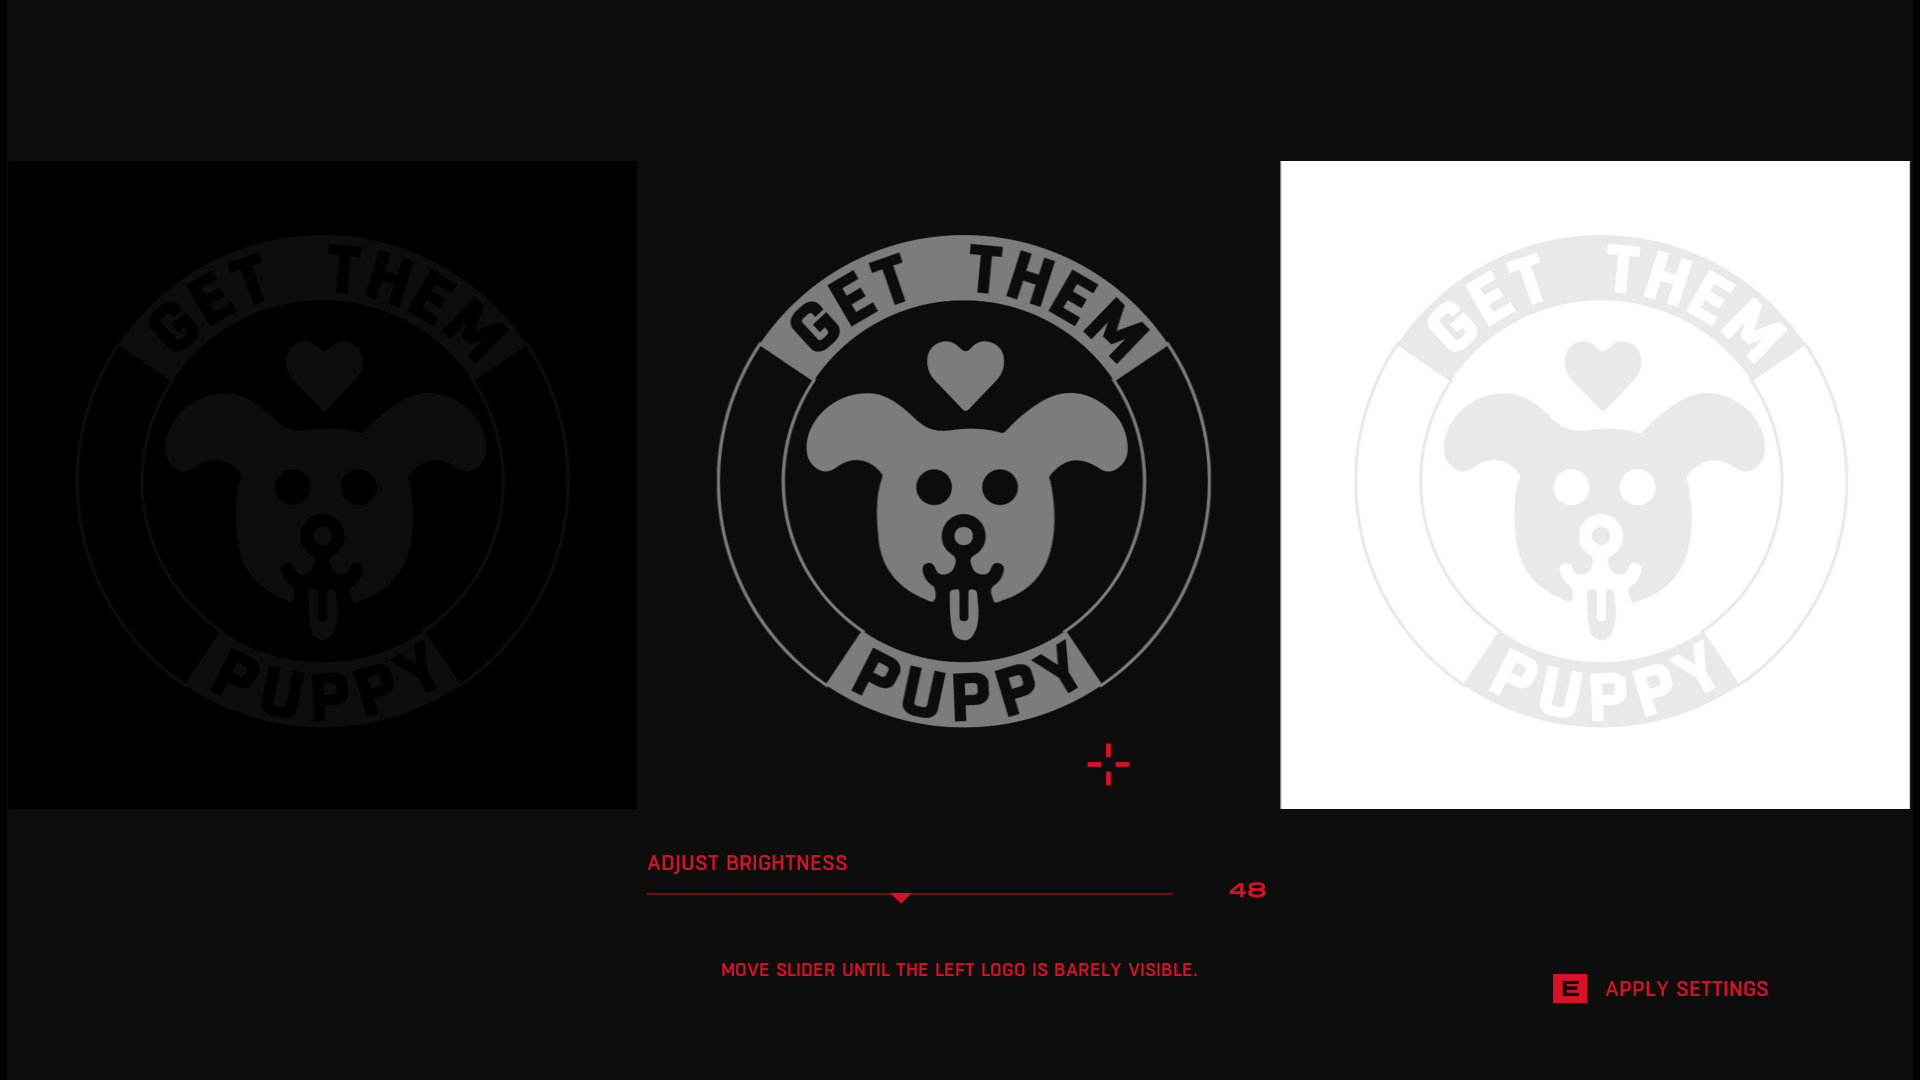 GET THEM
PUPPY
GET THEM
PUPPY
GET THEM
PUPPY
ADJUST BRIGHTNESS
48
MOVE SLIDER UNTIL THE LEFT LOGO IS BARELY VISIBLE.
E APPLY SETTINGS